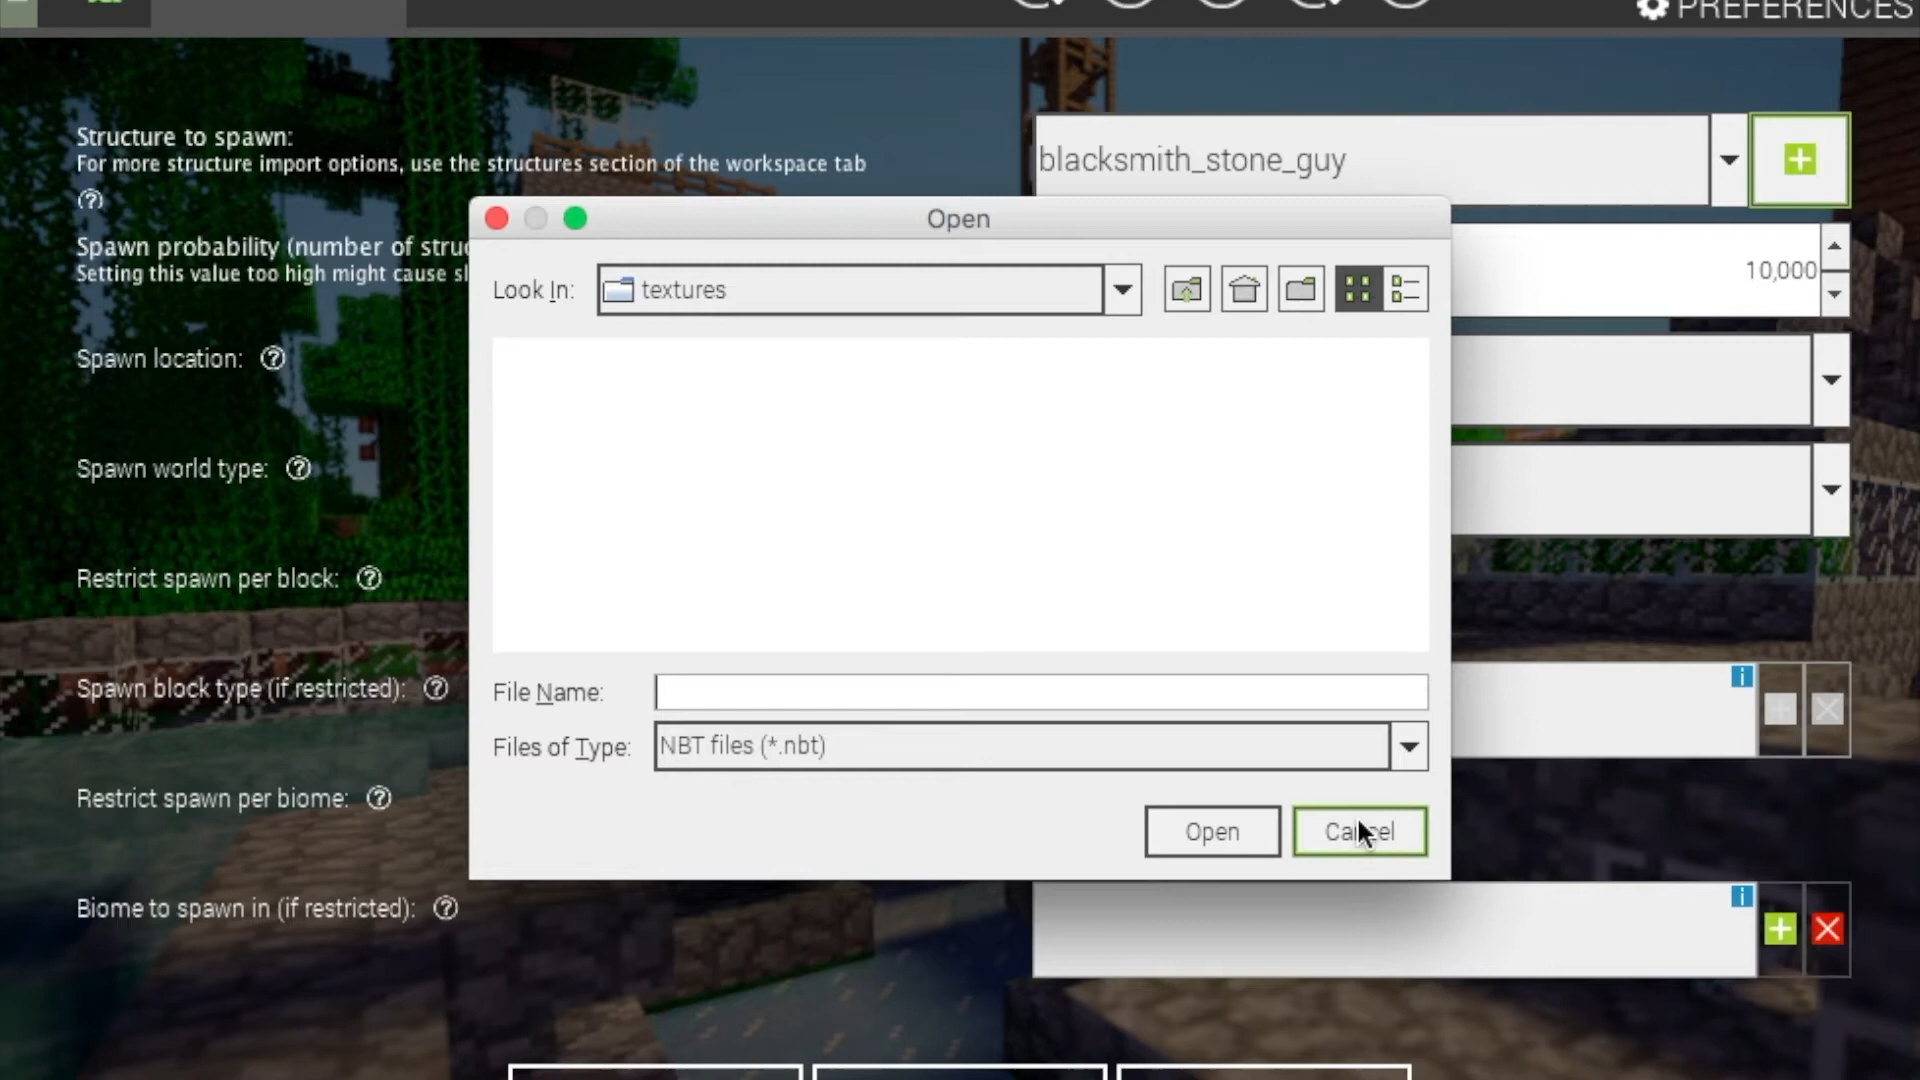 PREFERENCES
Structure to spawn:
For more structure import options, use the structures section of the workspace tab
blacksmith_stone_guy
Open
Spawn probability (number of struc
Setting this value too high might cause sl
10,000
Look In:
textures
Spawn location:
Spawn world type:
Restrict spawn per block:
Spawn block type (if restricted):
File Name:
Files of Type:
NBT files (*.nbt)
Restrict spawn per biome:
Open
Cancel
Biome to spawn in (if restricted):